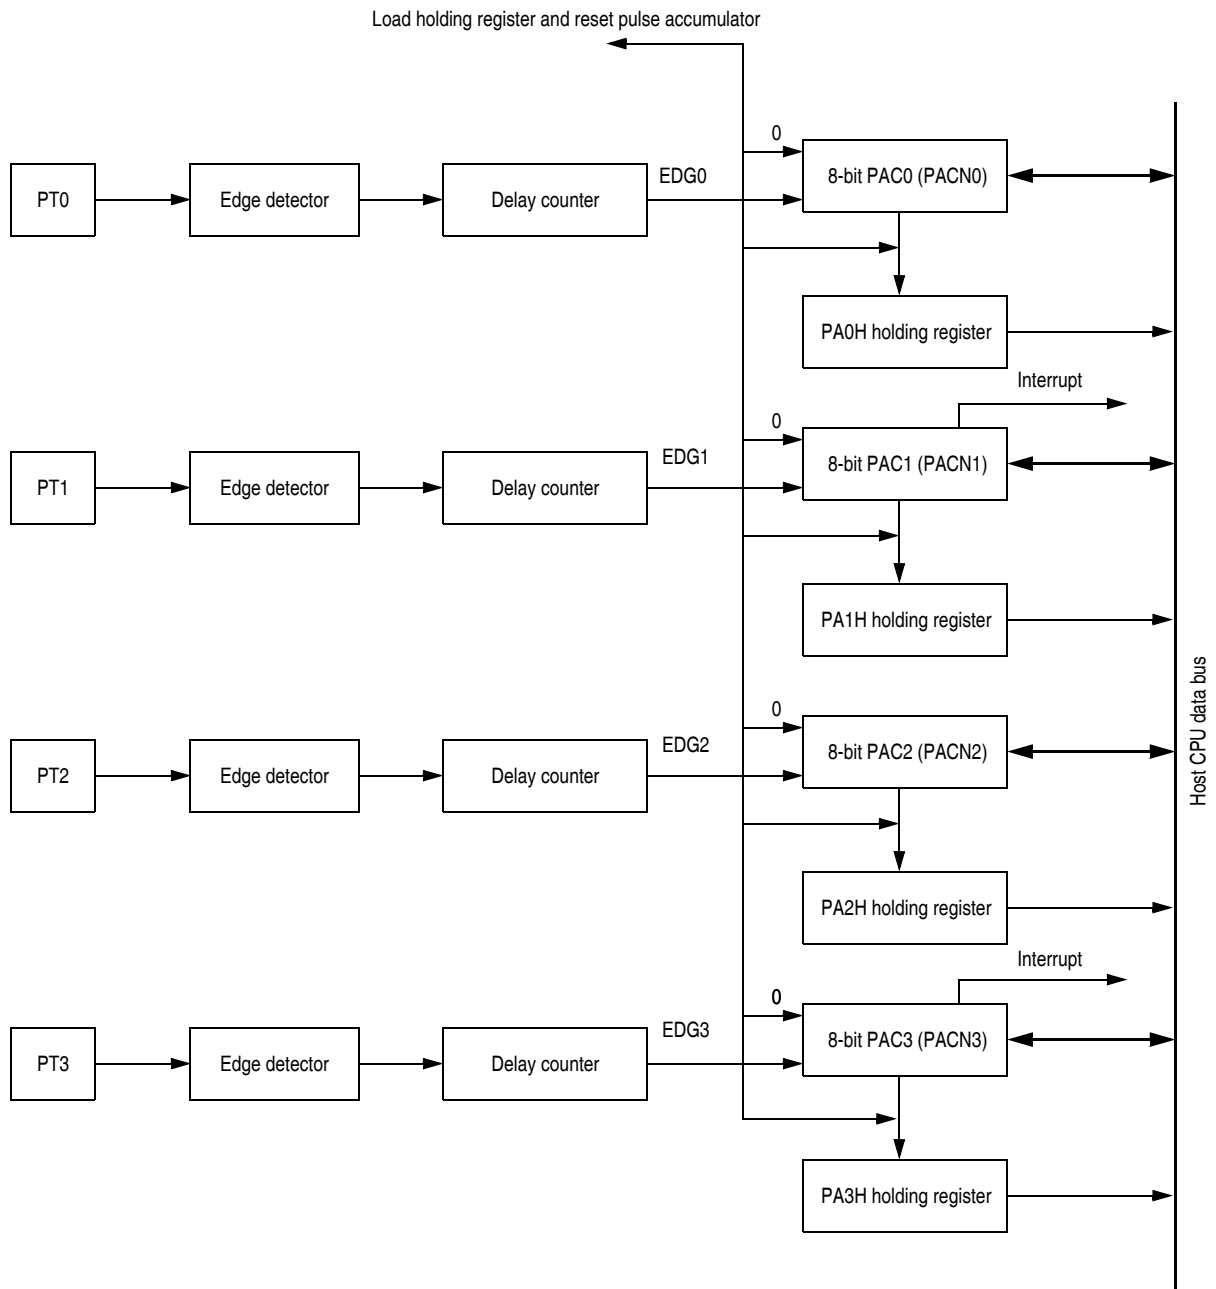 Load holding register and reset pulse accumulator
0
PT0
Edge detector
Delay counter
EDG0
8-bit PAC0 (PACN0)
PA0H holding register
Interrupt
0
PT1
Edge detector
Delay counter
EDG1
8-bit PAC1 (PACN1)
PA1H holding register
0
PT2
Edge detector
Delay counter
EDG2
8-bit PAC2 (PACN2)
PA2H holding register
Interrupt
0
PT3
Edge detector
Delay counter
EDG3
8-bit PAC3 (PACN3)
PA3H holding register
Host CPU data bus